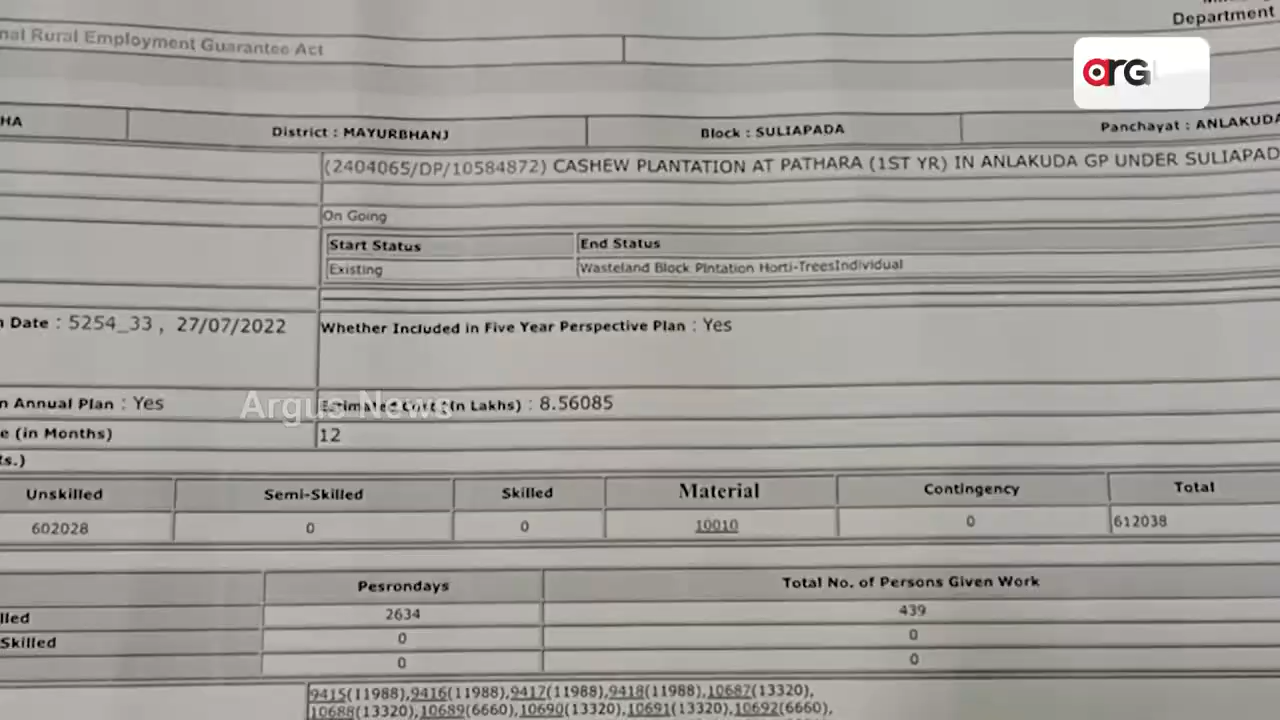 Department
nal Rural Employment Guarantee Act
arG
HA
District : MAYURBHANJ
Block : SULIAPADA
Panchayat : ANLAKUDA
(2404065/DP/10584872) CASHEW PLANTATION AT PATHARA (1ST YR) IN ANLAKUDA GP UNDER SULIAPAD
On Going
Start Status End Status
Existing Wasteland Block Plntation Horti-TreesIndividual
n Date : 5254_33 , 27/07/2022 Whether Included in Five Year Perspective Plan : Yes
n Annual Plan : Yes Estimated Cost (In Lakhs) : 8.56085
Argus News
e (in Months) 12
ts.)
Unskilled Semi-Skilled Skilled Material Contingency Total
602028 0 0 10010 0 612038
Pesrondays Total No. of Persons Given Work
lled 2634 439
Skilled 0 0
0 0
9415(11988),9416(11988),9417(11988),9418(11988),10687(13320),
10688(13320),10689(6660),10690(13320),10691(13320),10692(6660),